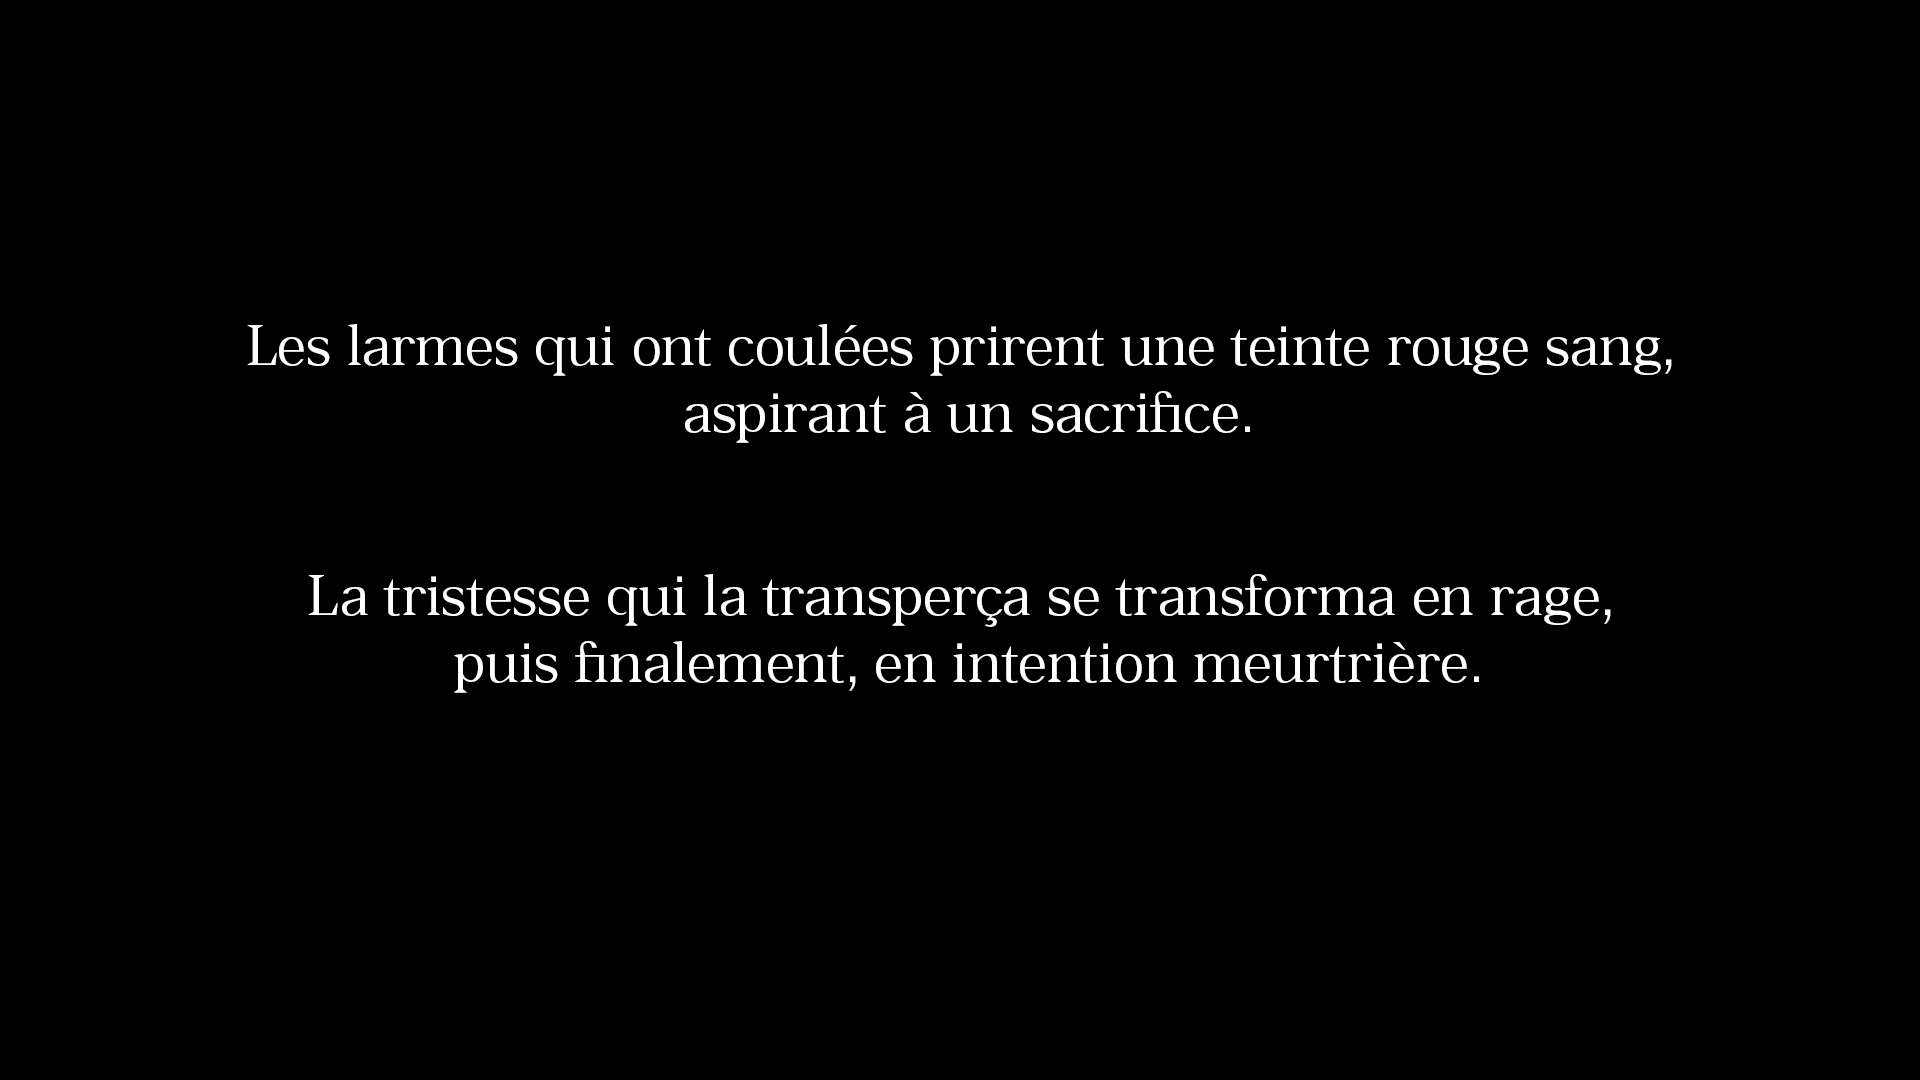 Les larmes qui ont coulées prirent une teinte rouge sang,
aspirant à un sacrifice.
La tristesse qui la transperça se transforma en rage,
puis finalement, en intention meurtrière.